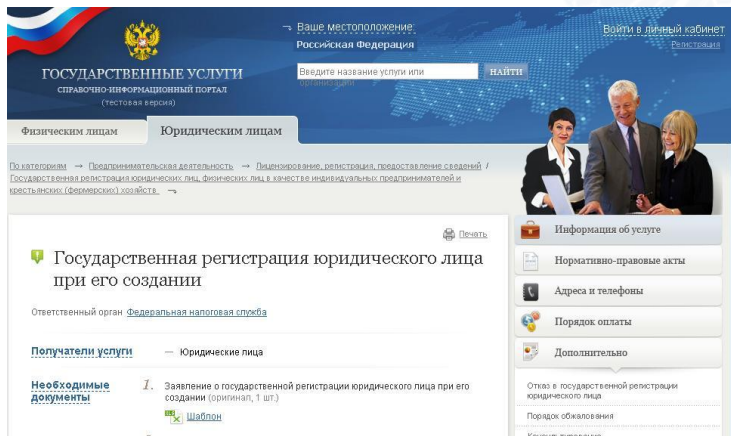 Ваше местоположение:
Российская Федерация
Войти в личный кабинет
Регистрация
ГОСУДАРСТВЕННЫЕ УСЛУГИ
СПРАВОЧНО-ИНФОРМАЦИОННЫЙ ПОРТАЛ
(тестовая версия)
Введите название услуги или
организации
НАЙТИ
Физическим лицам
Юридическим лицам
По категориям → Предпринимательская деятельность → Лицензирование, регистрация, предоставление сведений /
Государственная регистрация юридических лиц, физических лиц в качестве индивидуальных предпринимателей и
крестьянских (фермерских) хозяйств
Печать
Государственная регистрация юридического лица
при его создании
Ответственный орган Федеральная налоговая служба
Получатели услуги — Юридические лица
Необходимые
документы
1. Заявление о государственной регистрации юридического лица при его
создании (оригинал, 1 шт.)
Шаблон
Информация об услуге
Нормативно-правовые акты
Адреса и телефоны
Порядок оплаты
Дополнительно
Отказ в государственной регистрации
юридического лица
Порядок обжалования